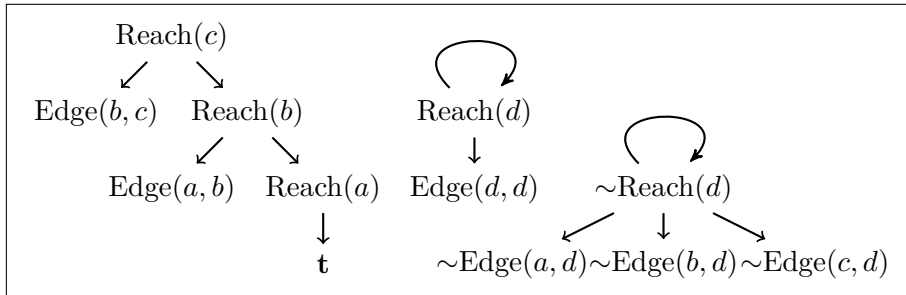 Reach(c)
Edge(b, c) Reach(b) Reach(d)
Edge(a, b) Reach(a) Edge(d, d) ∼Reach(d)
t ∼Edge(a, d)∼Edge(b, d)∼Edge(c, d)